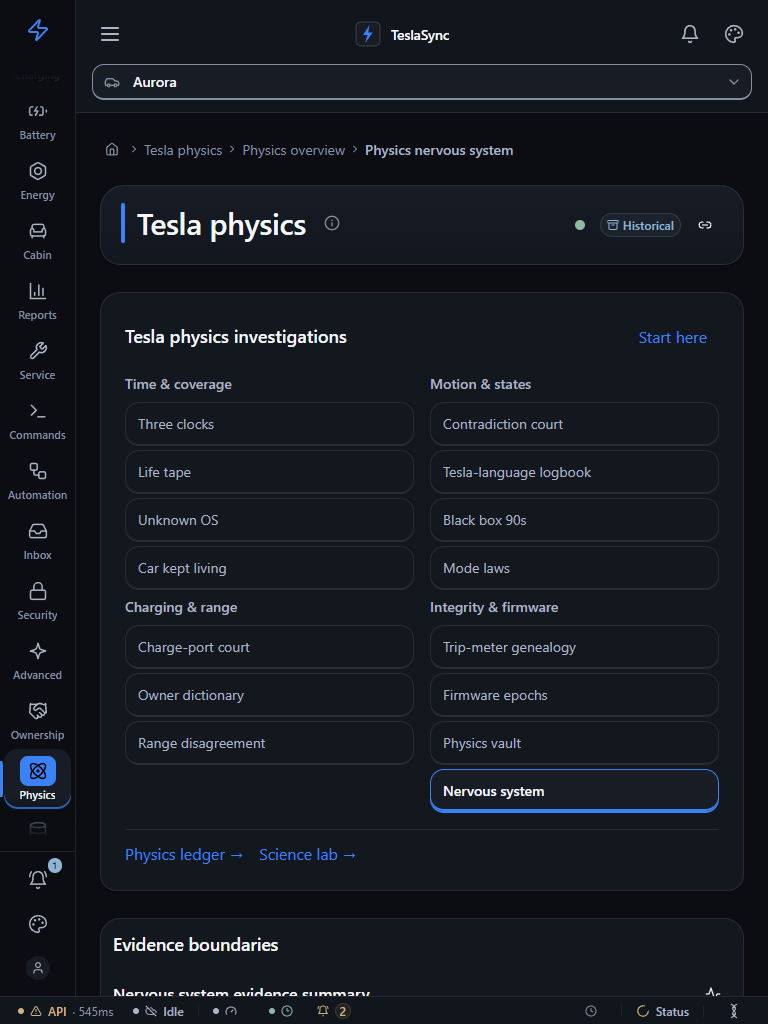 TeslaSync
Aurora
Charging
Battery
Energy
Cabin
Reports
Service
Commands
Automation
Inbox
Security
Advanced
Ownership
Physics
1
Tesla physics > Physics overview > Physics nervous system
Tesla physics
Historical
Tesla physics investigations
Start here
Time & coverage
Three clocks
Life tape
Unknown OS
Car kept living
Motion & states
Contradiction court
Tesla-language logbook
Black box 90s
Mode laws
Charging & range
Charge-port court
Owner dictionary
Range disagreement
Integrity & firmware
Trip-meter genealogy
Firmware epochs
Physics vault
Nervous system
Physics ledger →
Science lab →
Evidence boundaries
Nervous system evidence summary
API · 545ms
Idle
2
Status